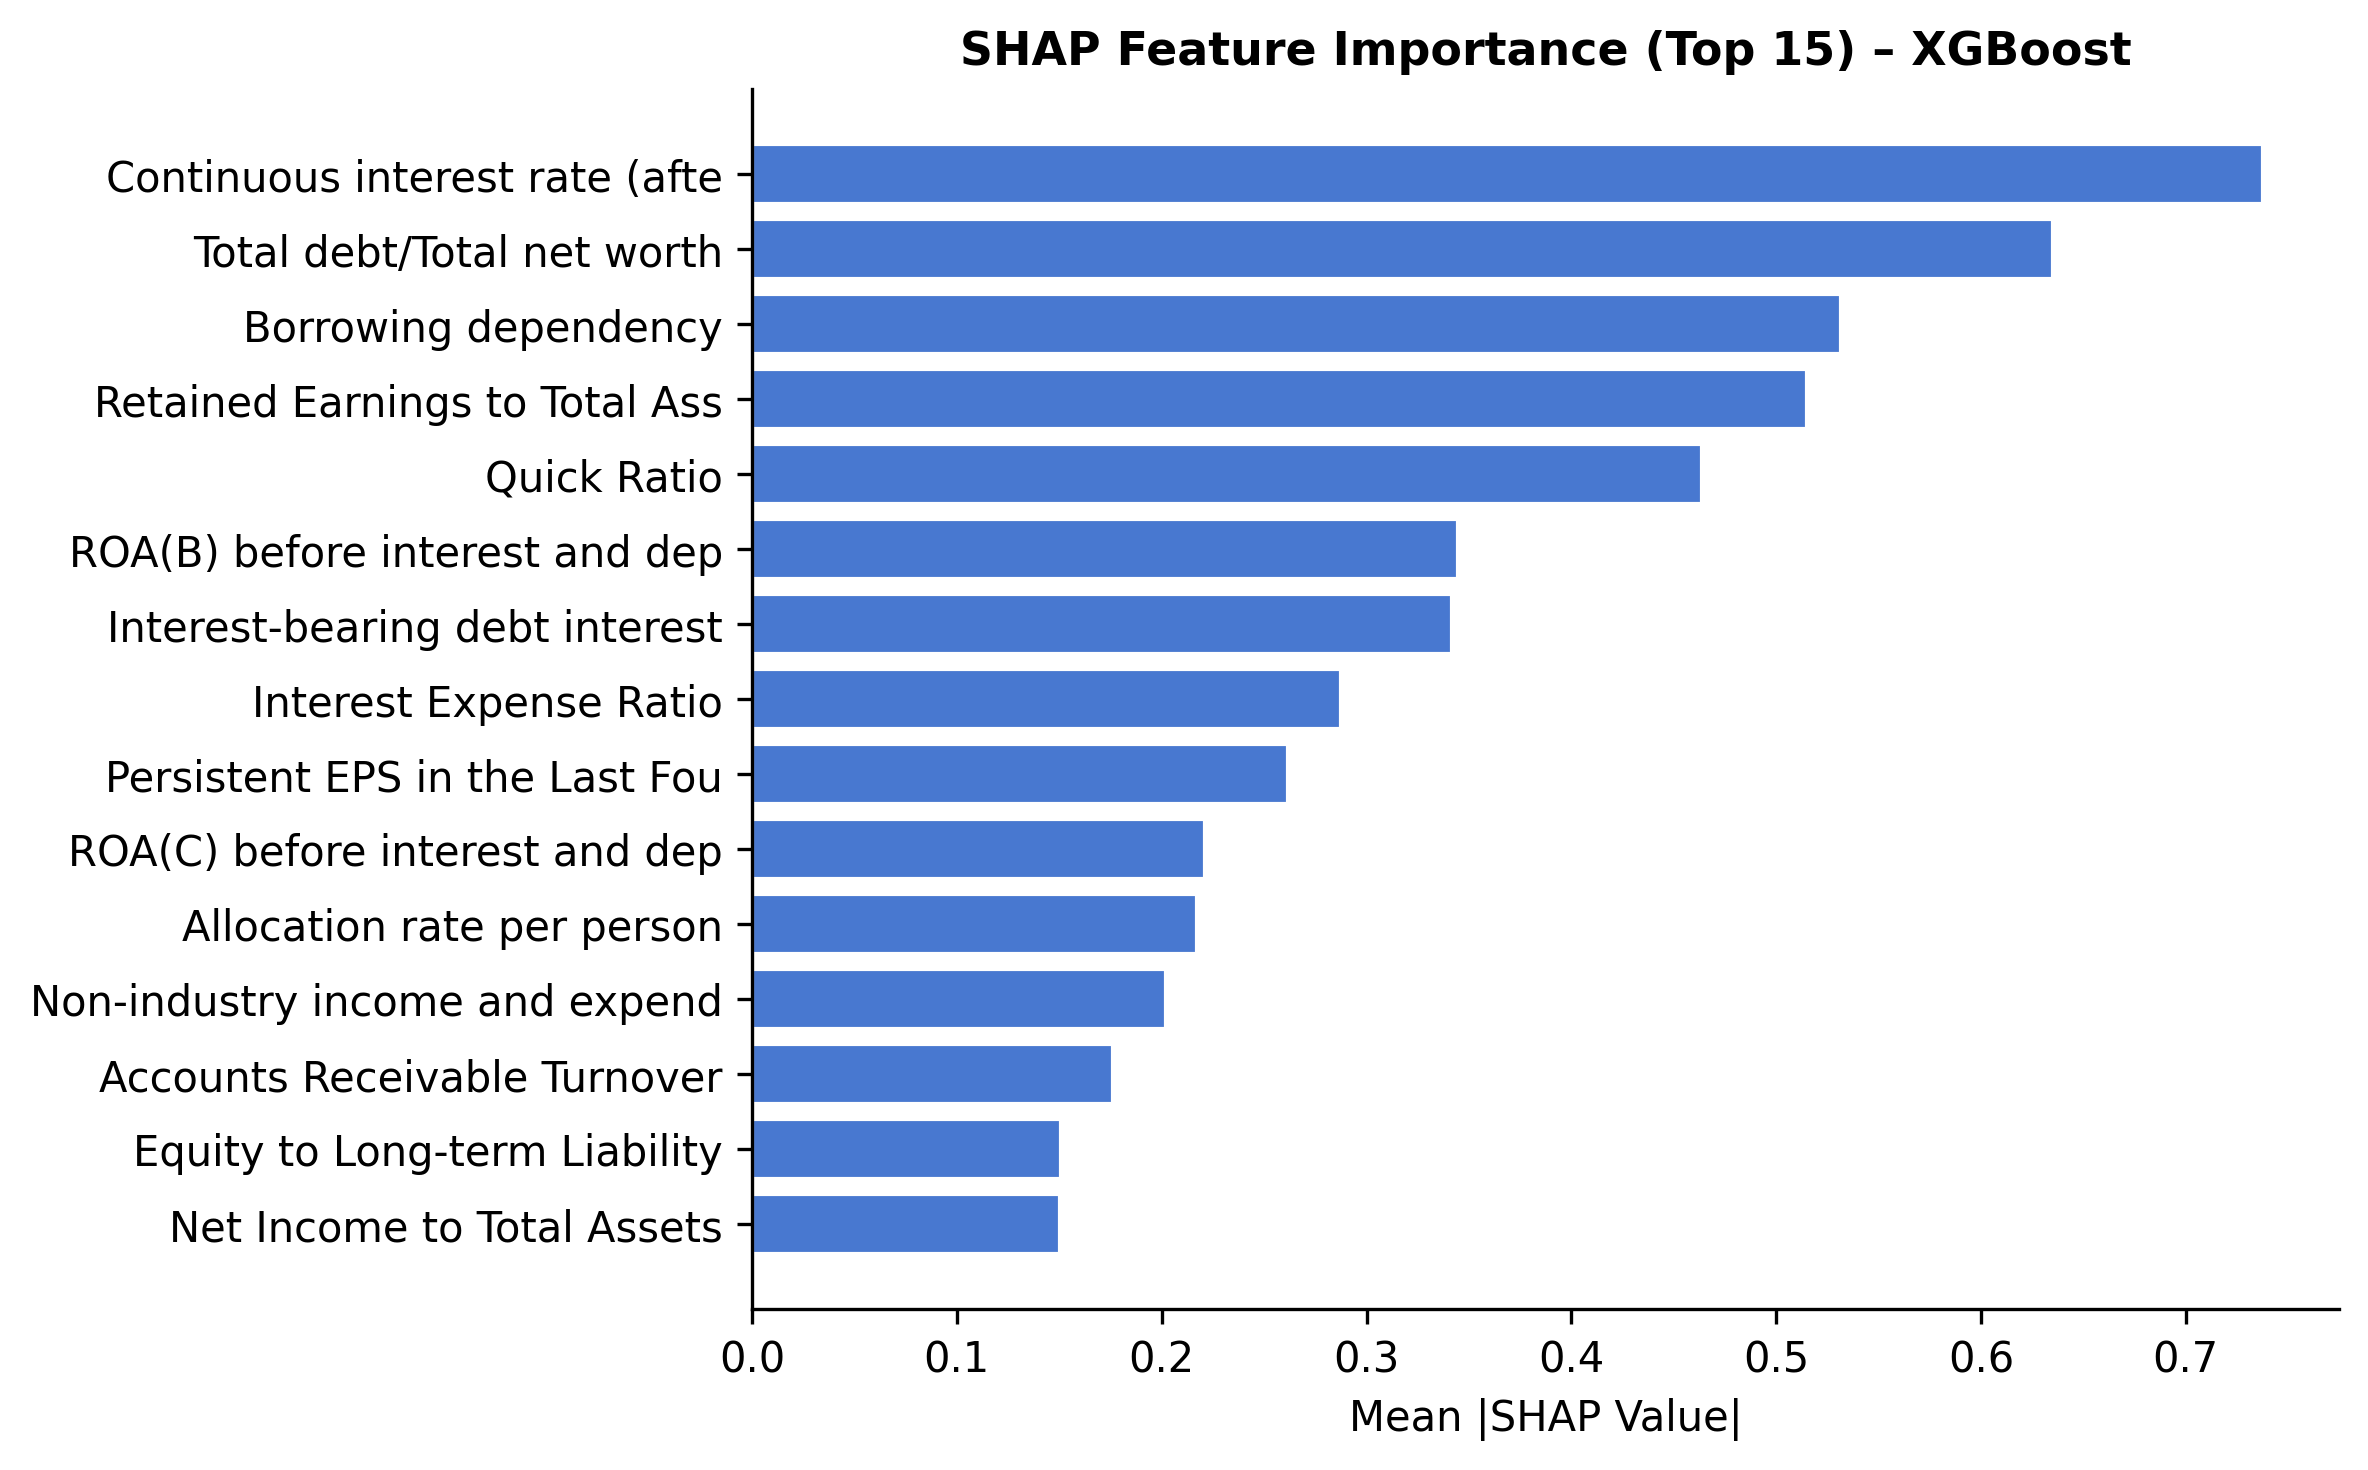 SHAP Feature Importance (Top 15) – XGBoost
Continuous interest rate (afte
Total debt/Total net worth
Borrowing dependency
Retained Earnings to Total Ass
Quick Ratio
ROA(B) before interest and dep
Interest-bearing debt interest
Interest Expense Ratio
Persistent EPS in the Last Fou
ROA(C) before interest and dep
Allocation rate per person
Non-industry income and expend
Accounts Receivable Turnover
Equity to Long-term Liability
Net Income to Total Assets
0.0 0.1 0.2 0.3 0.4 0.5 0.6 0.7
Mean |SHAP Value|